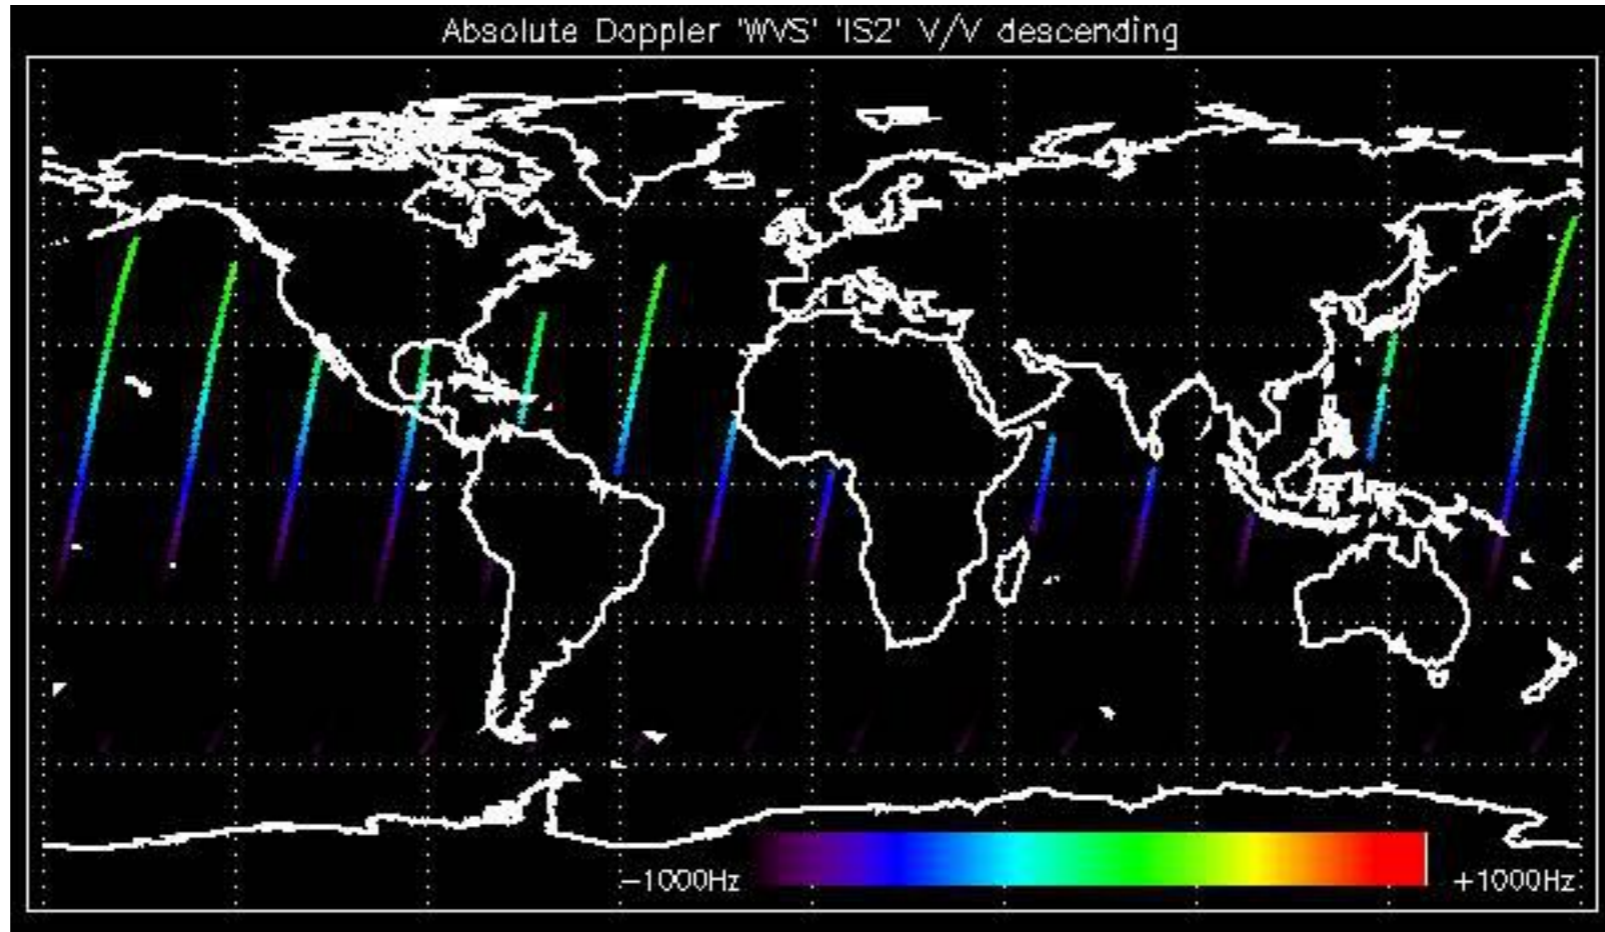 Absolute Doppler 'WVS' 'IS2' V/V descending
−1000Hz
+1000Hz